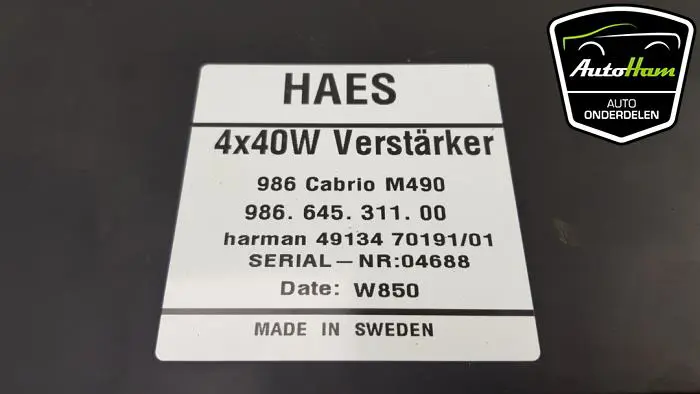 HAES
4x40W Verstärker
986 Cabrio M490
986. 645. 311. 00
harman 49134 70191/01
SERIAL – NR:04688
Date: W850
MADE IN SWEDEN
AutoHam
AUTO
ONDERDELEN